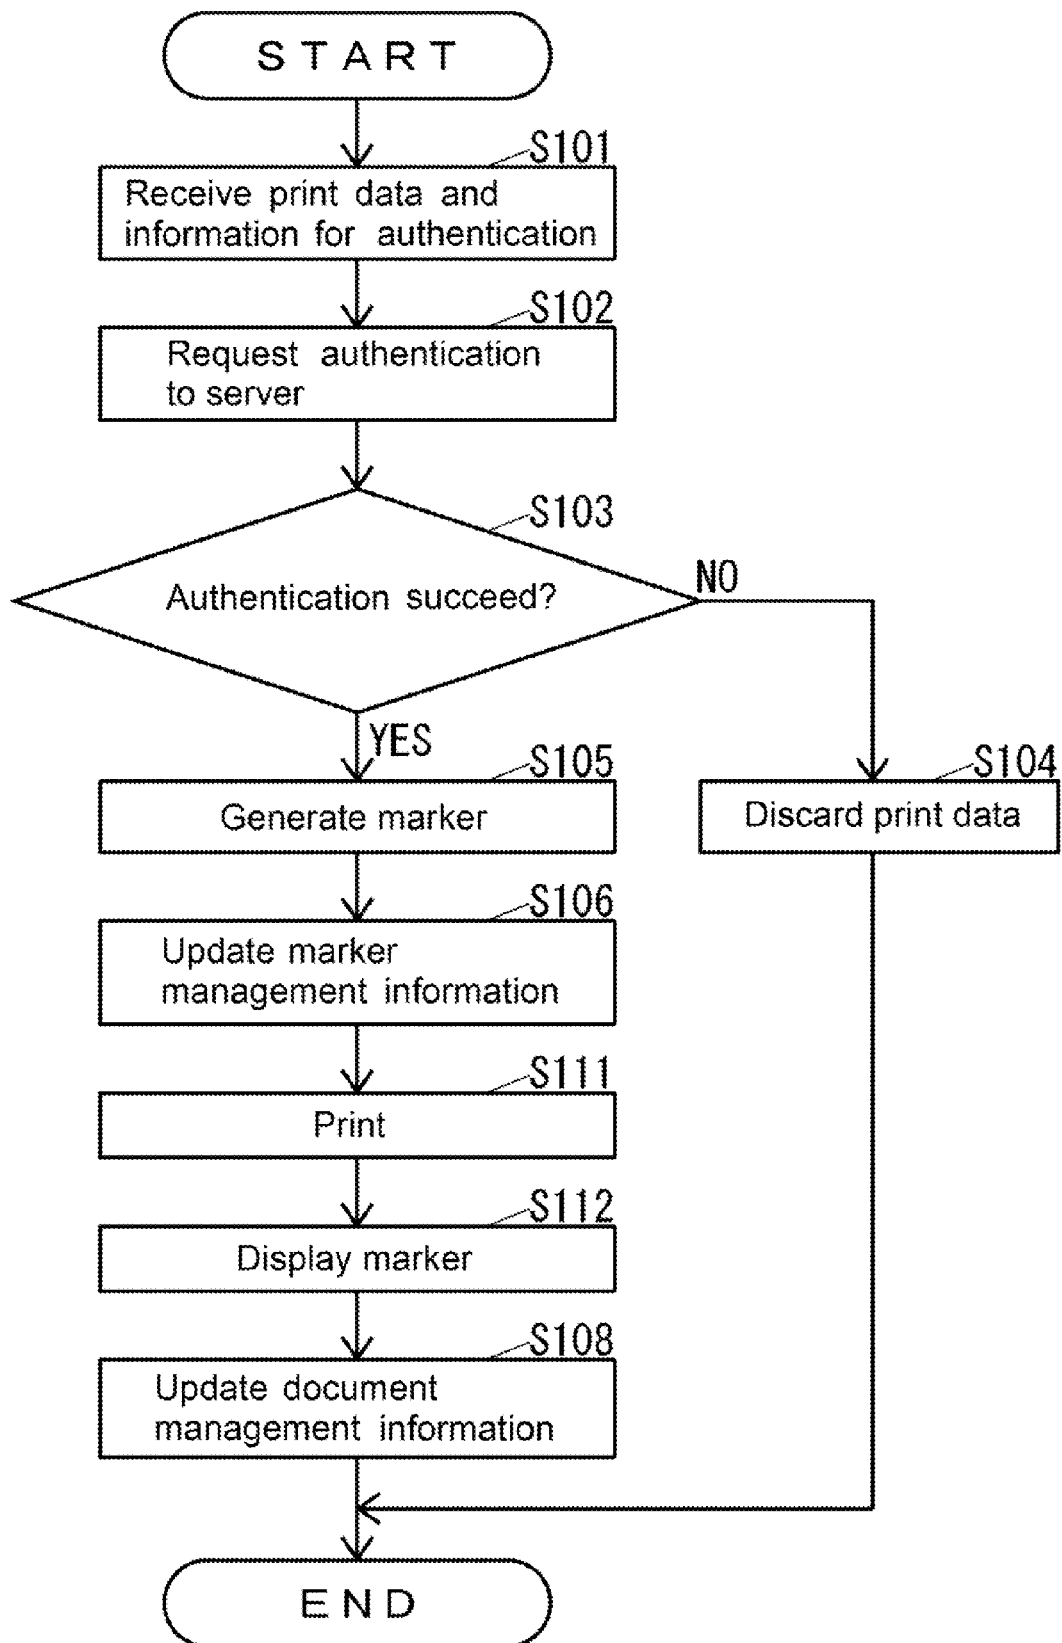 START
S101
Receive print data and
information for authentication
S102
Request authentication
to server
S103
Authentication succeed?
NO
YES
S105
Generate marker
S104
Discard print data
S106
Update marker
management information
S111
Print
S112
Display marker
S108
Update document
management information
END